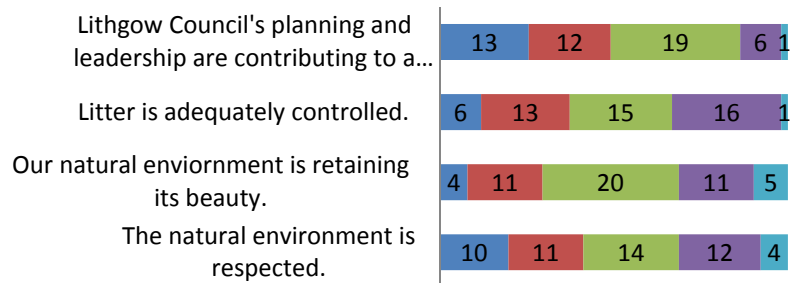 Lithgow Council's planning and
leadership are contributing to a…
13 12 19 6 1
Litter is adequately controlled.
6 13 15 16 1
Our natural enviornment is retaining
its beauty.
4 11 20 11 5
The natural environment is
respected.
10 11 14 12 4